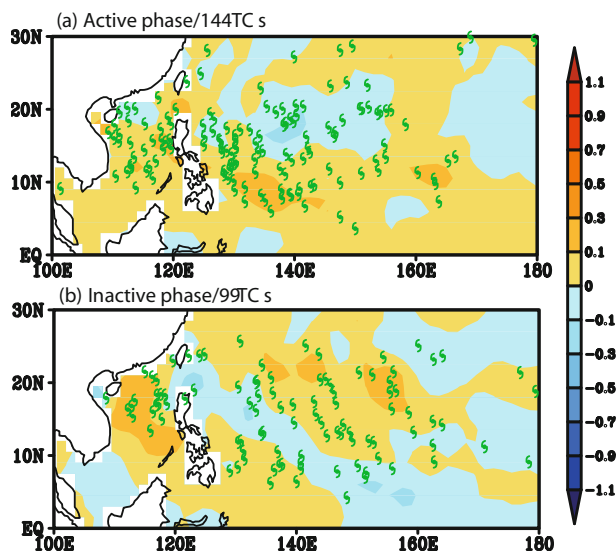 (a) Active phase/144TC s
30N
20N
10N
EQ
100E 120E 140E 160E 180
(b) Inactive phase/99TC s
30N
20N
10N
EQ
100E 120E 140E 160E 180
1.1
0.9
0.7
0.5
0.3
0.1
0
-0.1
-0.3
-0.5
-0.7
-0.9
-1.1